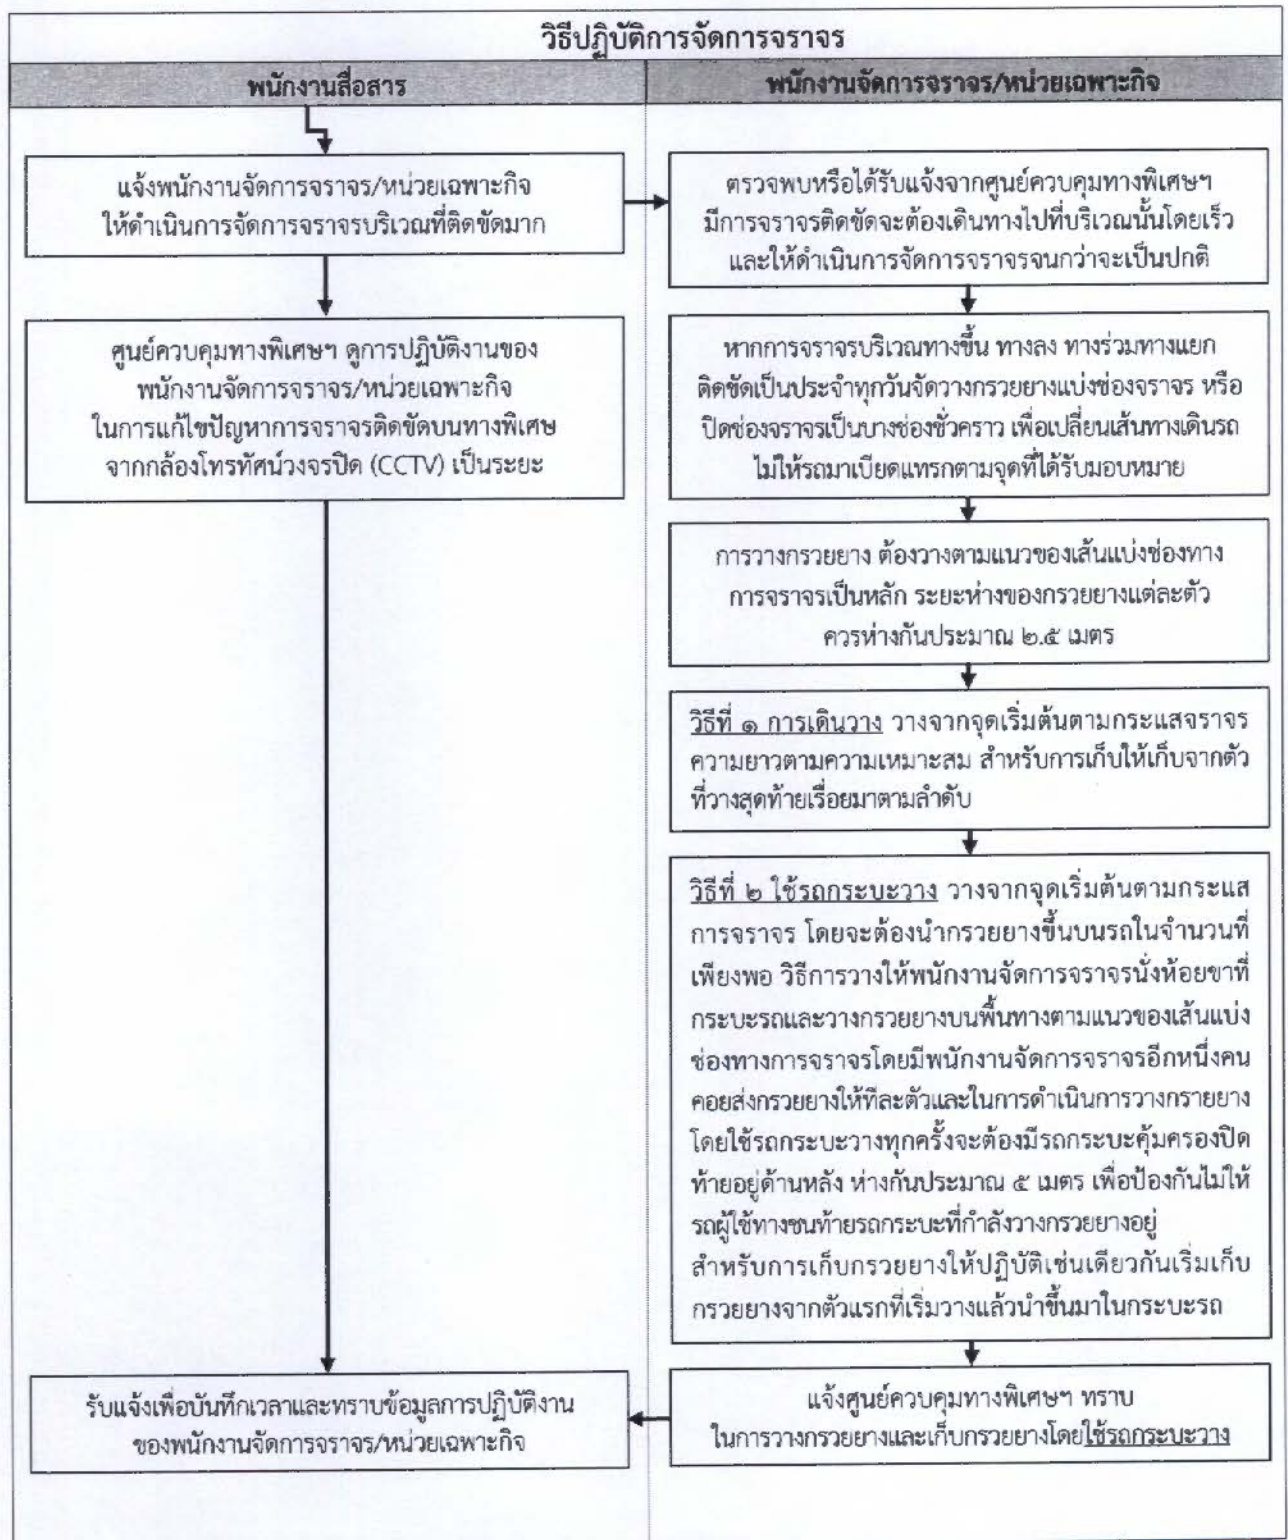 วิธีปฏิบัติการจัดการจราจร
พนักงานสื่อสาร
พนักงานจัดการจราจร/หน่วยเฉพาะกิจ
แจ้งพนักงานจัดการจราจร/หน่วยเฉพาะกิจ
ให้ดำเนินการจัดการจราจรบริเวณที่ติดขัดมาก
ตรวจพบหรือได้รับแจ้งจากศูนย์ควบคุมทางพิเศษฯ
มีการจราจรติดขัดจะต้องเดินทางไปที่บริเวณนั้นโดยเร็ว
และให้ดำเนินการจัดการจราจรจนกว่าจะเป็นปกติ
ศูนย์ควบคุมทางพิเศษฯ ดูการปฏิบัติงานของ
พนักงานจัดการจราจร/หน่วยเฉพาะกิจ
ในการแก้ไขปัญหาการจราจรติดขัดบนทางพิเศษ
จากกล้องโทรทัศน์วงจรปิด (CCTV) เป็นระยะ
หากการจราจรบริเวณทางขึ้น ทางลง ทางร่วมทางแยก
ติดขัดเป็นประจำทุกวันจัดวางกรวยยางแบ่งช่องจราจร หรือ
ปิดช่องจราจรเป็นบางช่องชั่วคราว เพื่อเปลี่ยนเส้นทางเดินรถ
ไม่ให้รถมาเบียดแทรกตามจุดที่ได้รับมอบหมาย
การวางกรวยยาง ต้องวางตามแนวของเส้นแบ่งช่องทาง
การจราจรเป็นหลัก ระยะห่างของกรวยยางแต่ละตัว
ควรห่างกันประมาณ ๒.๕ เมตร
วิธีที่ ๑ การเดินวาง วางจากจุดเริ่มต้นตามกระแสจราจร
ความยาวตามความเหมาะสม สำหรับการเก็บให้เก็บจากตัว
ที่วางสุดท้ายเรื่อยมาตามลำดับ
วิธีที่ ๒ ใช้รถกระบะวาง วางจากจุดเริ่มต้นตามกระแส
การจราจร โดยจะต้องนำกรวยยางขึ้นบนรถในจำนวนที่
เพียงพอ วิธีการวางให้พนักงานจัดการจราจรนั่งห้อยขาที่
กระบะรถและวางกรวยยางบนพื้นทางตามแนวของเส้นแบ่ง
ช่องทางการจราจรโดยมีพนักงานจัดการจราจรอีกหนึ่งคน
คอยส่งกรวยยางให้ทีละตัวและในการดำเนินการวางกรายยาง
โดยใช้รถกระบะวางทุกครั้งจะต้องมีรถกระบะคุ้มครองปิด
ท้ายอยู่ด้านหลัง ห่างกันประมาณ ๕ เมตร เพื่อป้องกันไม่ให้
รถผู้ใช้ทางชนท้ายรถกระบะที่กำลังวางกรวยยางอยู่
สำหรับการเก็บกรวยยางให้ปฏิบัติเช่นเดียวกันเริ่มเก็บ
กรวยยางจากตัวแรกที่เริ่มวางแล้วนำขึ้นมาในกระบะรถ
รับแจ้งเพื่อบันทึกเวลาและทราบข้อมูลการปฏิบัติงาน
ของพนักงานจัดการจราจร/หน่วยเฉพาะกิจ
แจ้งศูนย์ควบคุมทางพิเศษฯ ทราบ
ในการวางกรวยยางและเก็บกรวยยางโดยใช้รถกระบะวาง